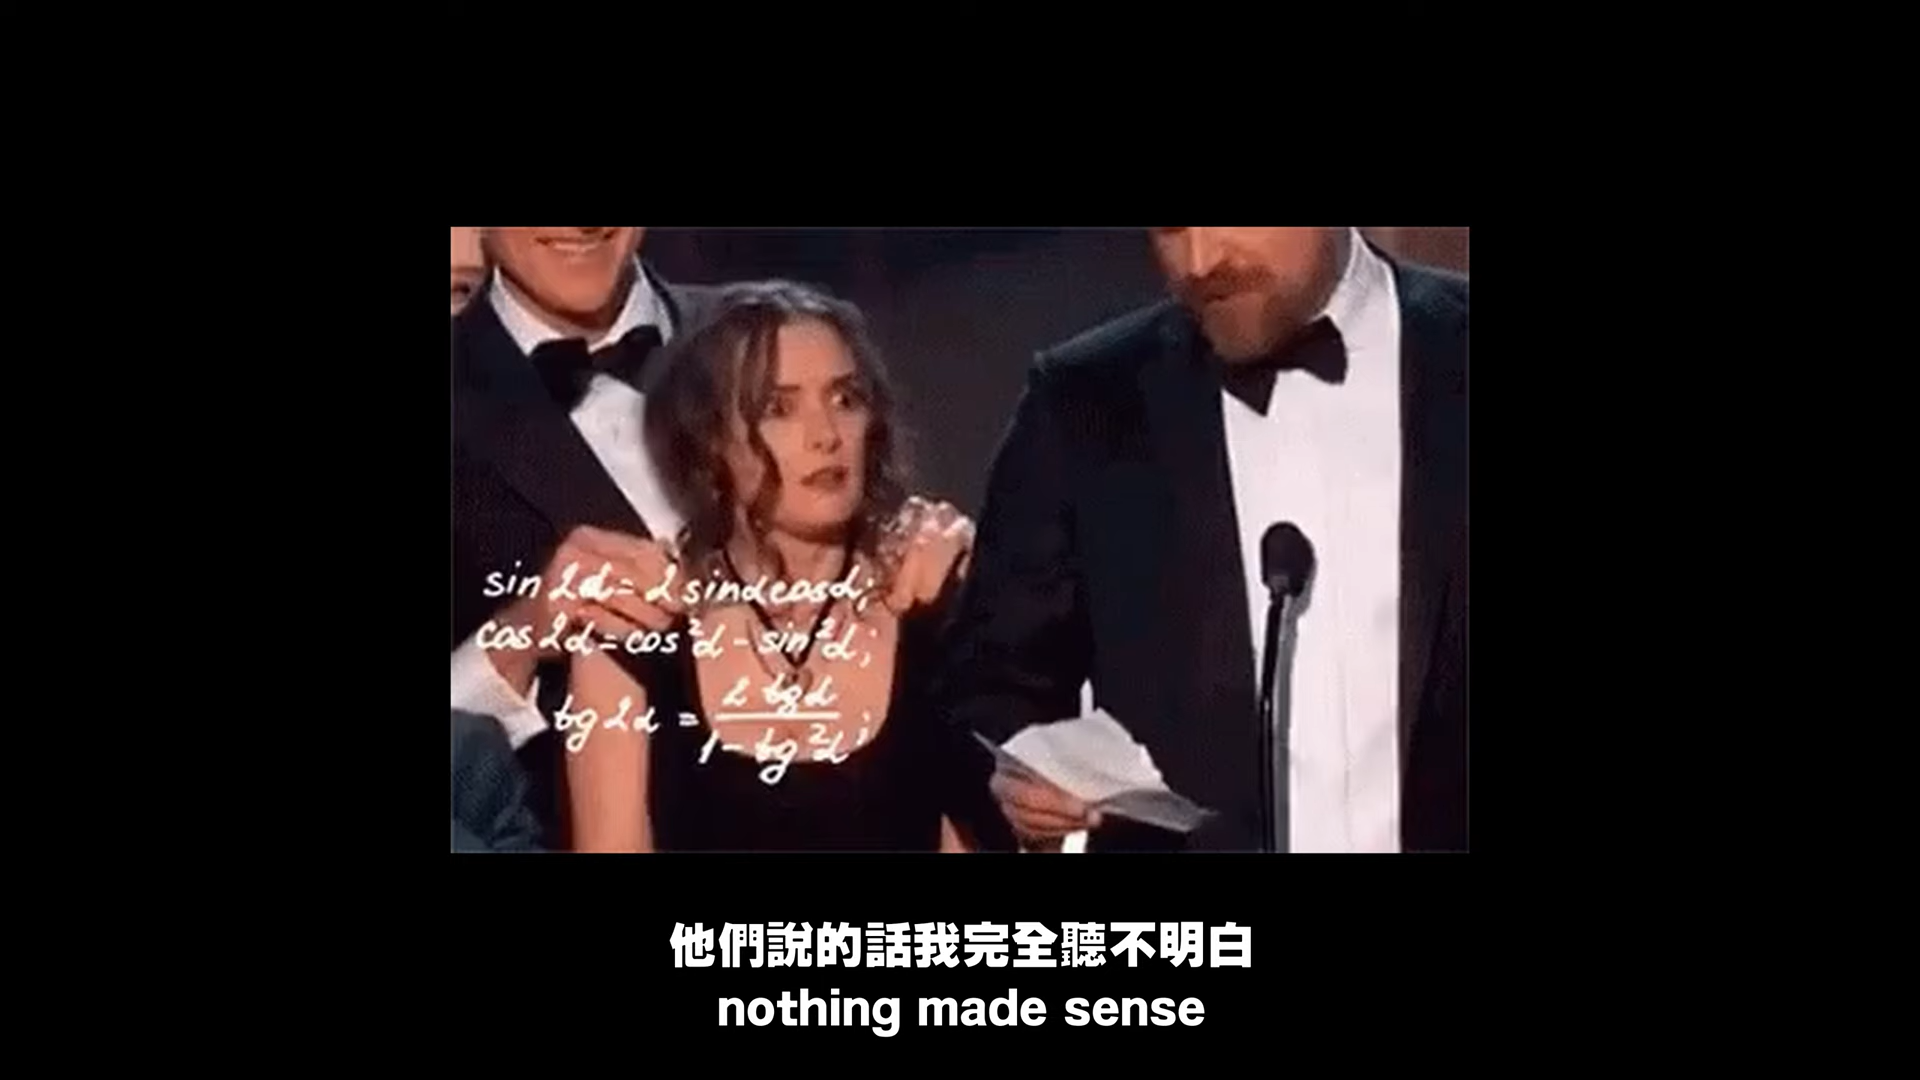 sin 2α = 2 sinα cosα;
cos 2α = cos²α - sin²α;
tg 2α = 2 tgα / 1 - tg²α;
他們說的話我完全聽不明白
nothing made sense